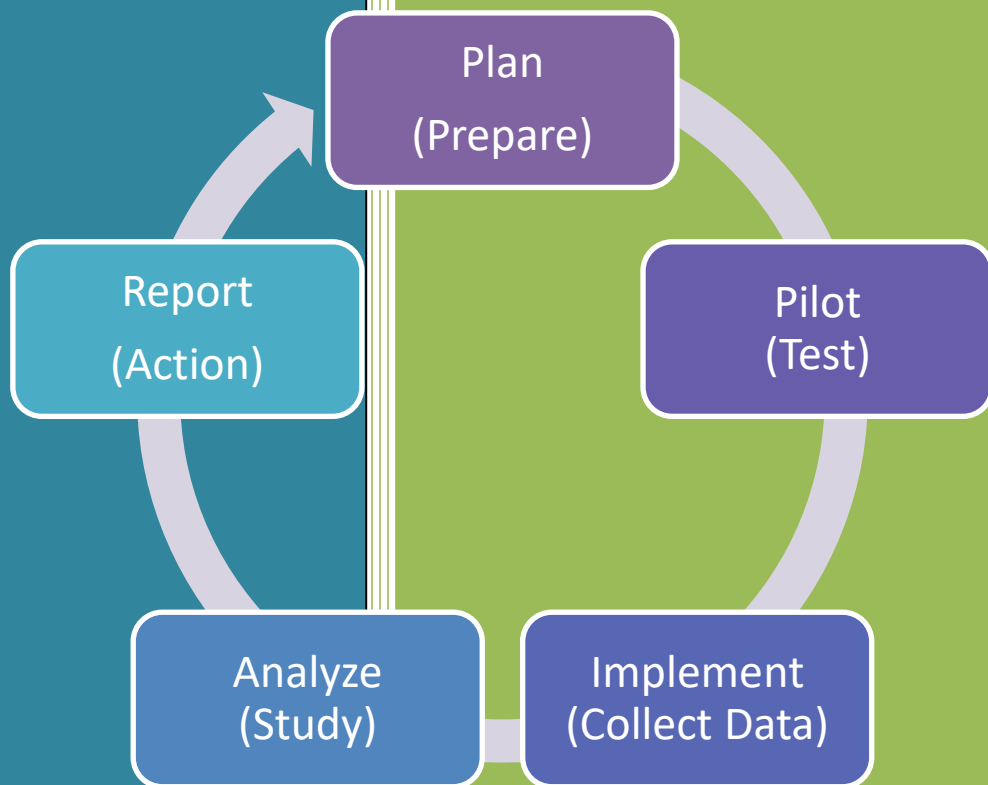 Plan
(Prepare)
Pilot
(Test)
Implement
(Collect Data)
Analyze
(Study)
Report
(Action)